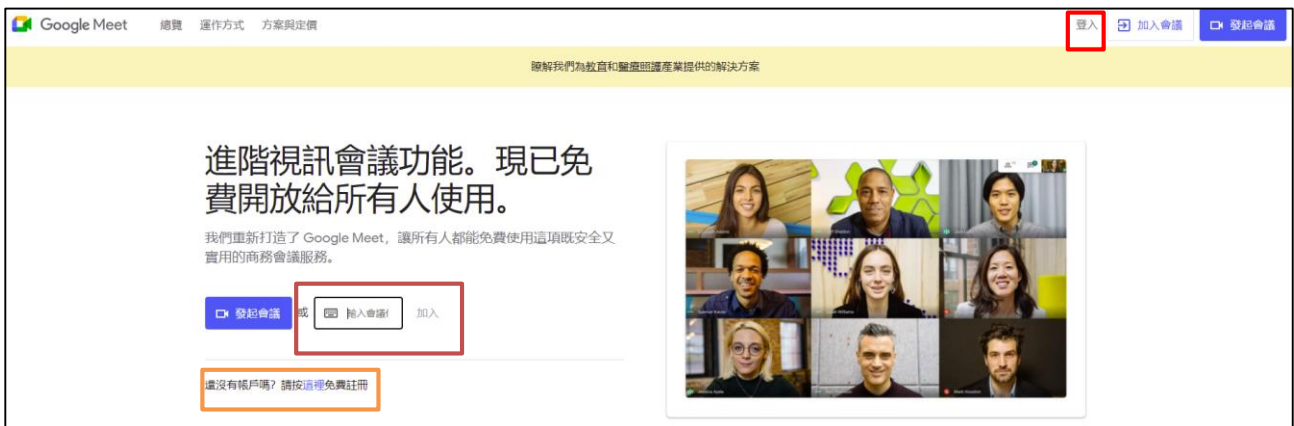 Google Meet 總覽 運作方式 方案與定價 登入 加入會議 發起會議
瞭解我們為教育和醫療照護產業提供的解決方案
進階視訊會議功能。現已免
費開放給所有人使用。
我們重新打造了 Google Meet，讓所有人都能免費使用這項既安全又
實用的商務會議服務。
發起會議 或 輸入會議 加入
還沒有帳戶嗎？請按這裡免費註冊